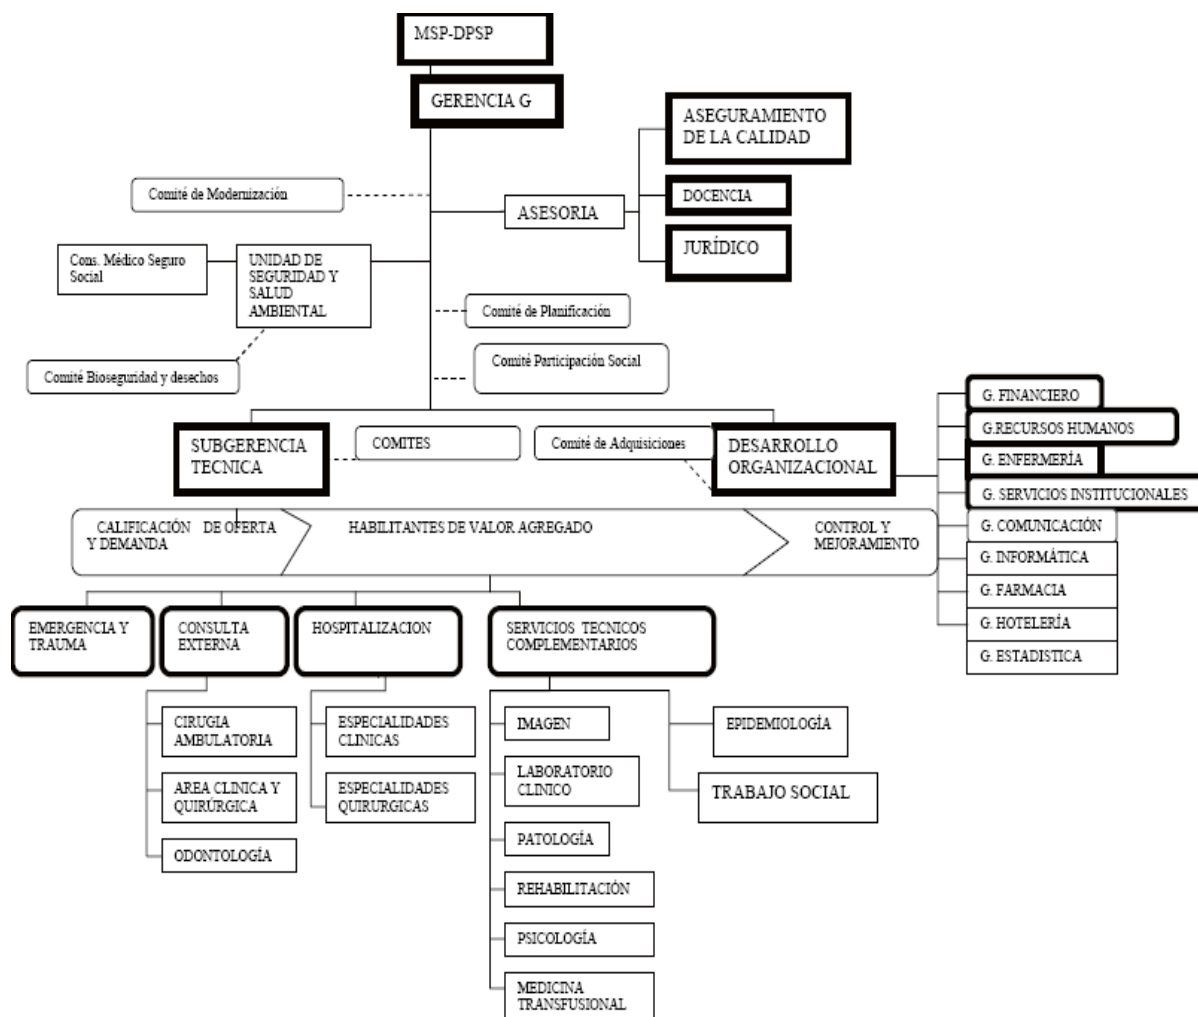 MSP-DPSP
GERENCIA G
ASEGURAMIENTO
DE LA CALIDAD
Comité de Modernización
ASESORIA
DOCENCIA
JURÍDICO
Cons. Médico Seguro
Social
UNIDAD DE
SEGURIDAD Y
SALUD
AMBIENTAL
Comité de Planificación
Comité Participación Social
Comité Bioseguridad y desechos
SUBGERENCIA
TECNICA
COMITES
Comité de Adquisiciones
DESARROLLO
ORGANIZACIONAL
G. FINANCIERO
G.RECURSOS HUMANOS
G. ENFERMERÍA
G. SERVICIOS INSTITUCIONALES
G. COMUNICACIÓN
G. INFORMÁTICA
G. FARMACIA
G. HOTELERÍA
G. ESTADISTICA
CALIFICACIÓN DE OFERTA
Y DEMANDA
HABILITANTES DE VALOR AGREGADO
CONTROL Y
MEJORAMIENTO
EMERGENCIA Y
TRAUMA
CONSULTA
EXTERNA
HOSPITALIZACION
SERVICIOS TECNICOS
COMPLEMENTARIOS
CIRUGIA
AMBULATORIA
AREA CLINICA Y
QUIRÚRGICA
ODONTOLOGÍA
ESPECIALIDADES
CLINICAS
ESPECIALIDADES
QUIRURGICAS
IMAGEN
LABORATORIO
CLINICO
PATOLOGÍA
REHABILITACIÓN
PSICOLOGÍA
MEDICINA
TRANSFUSIONAL
EPIDEMIOLOGÍA
TRABAJO SOCIAL